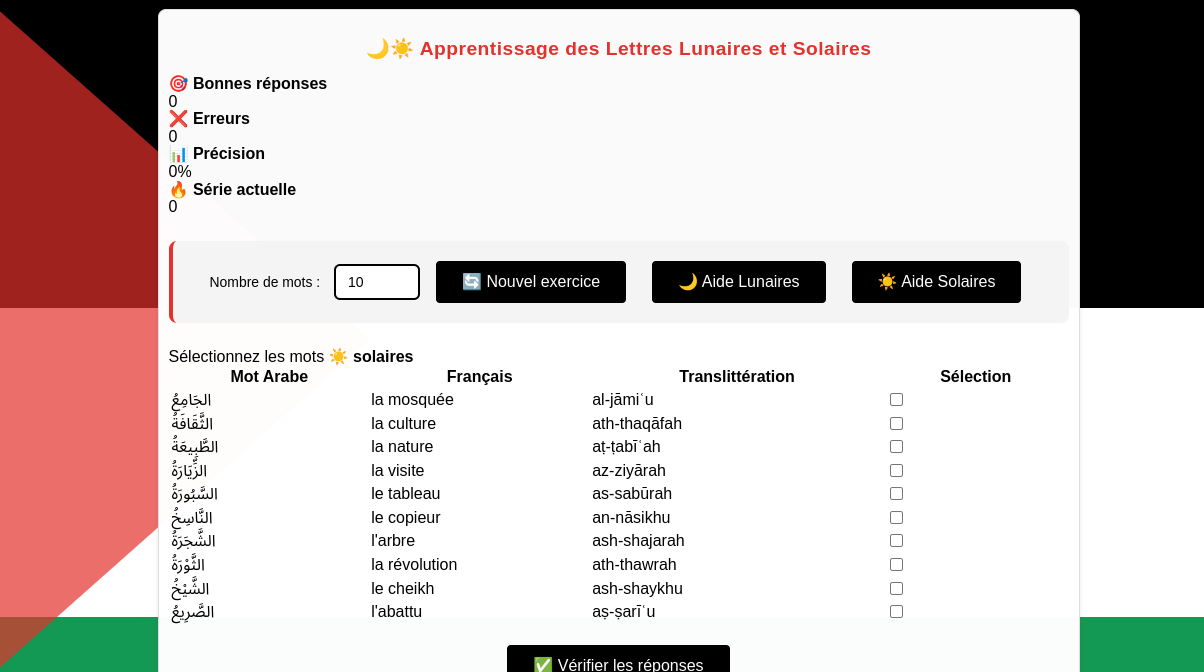 🌙☀️ Apprentissage des Lettres Lunaires et Solaires
🎯 Bonnes réponses
0
❌ Erreurs
0
📊 Précision
0%
🔥 Série actuelle
0
Nombre de mots : 10 🔄 Nouvel exercice 🌙 Aide Lunaires ☀️ Aide Solaires
Sélectionnez les mots ☀️ solaires
Mot Arabe Français Translittération Sélection
الجَامِعُ la mosquée al-jāmiʿu
الثَّقَافَةُ la culture ath-thaqāfah
الطَّبِيعَةُ la nature aṭ-ṭabīʿah
الزِّيَارَةُ la visite az-ziyārah
السَّبُورَةُ le tableau as-sabūrah
النَّاسِخُ le copieur an-nāsikhu
الشَّجَرَةُ l'arbre ash-shajarah
الثَّوْرَةُ la révolution ath-thawrah
الشَّيْخُ le cheikh ash-shaykhu
الصَّرِيعُ l'abattu aṣ-ṣarīʿu
✅ Vérifier les réponses